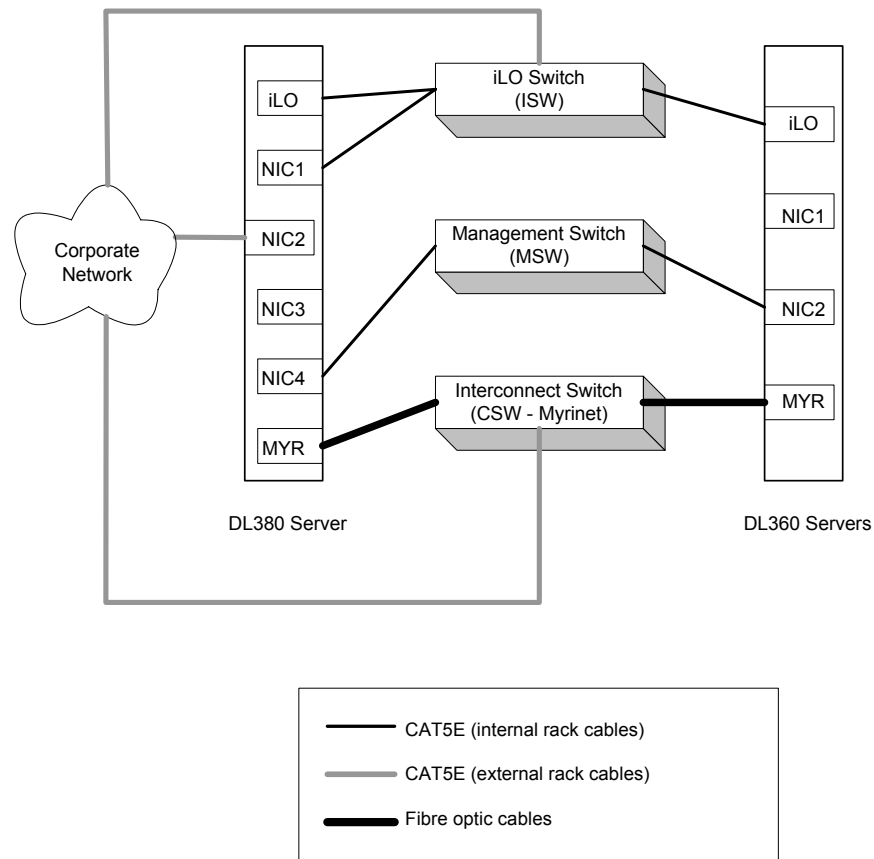 iLO Switch
(ISW)
iLO
iLO
NIC1
NIC1
Management Switch
(MSW)
Corporate
Network
NIC2
NIC2
NIC3
NIC4
Interconnect Switch
(CSW - Myrinet)
MYR
MYR
DL380 Server
DL360 Servers
CAT5E (internal rack cables)
CAT5E (external rack cables)
Fibre optic cables